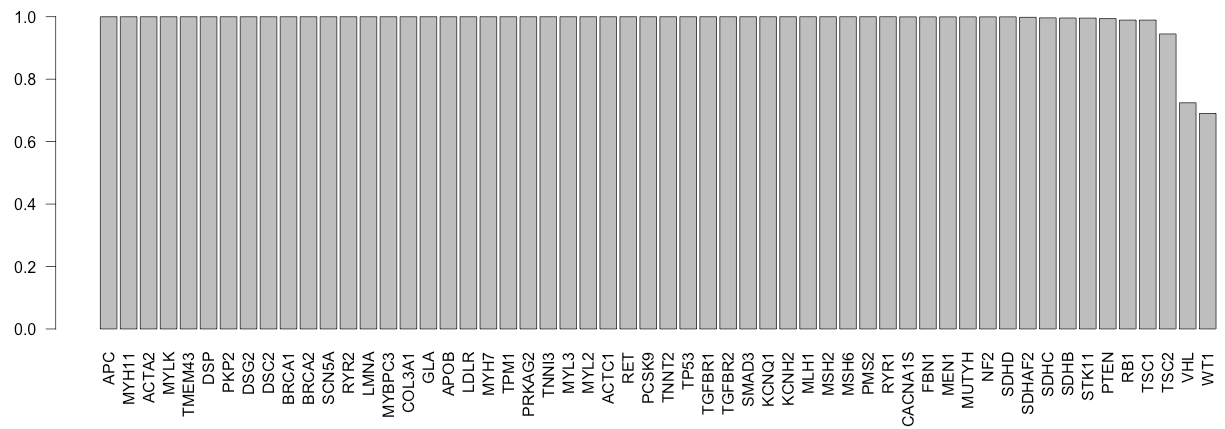 1.0
0.8
0.6
0.4
0.2
0.0
APC
MYH11
ACTA2
MYLK
TMEM43
DSP
PKP2
DSG2
DSC2
BRCA1
BRCA2
SCN5A
RYR2
LMNA
MYBPC3
COL3A1
GLA
APOB
LDLR
MYH7
TPM1
PRKAG2
TNNI3
MYL3
MYL2
ACTC1
RET
PCSK9
TNNT2
TP53
TGFBR1
TGFBR2
SMAD3
KCNQ1
KCNH2
MLH1
MSH2
MSH6
PMS2
RYR1
CACNA1S
FBN1
MEN1
MUTYH
NF2
SDHD
SDHAF2
SDHC
SDHB
STK11
PTEN
RB1
TSC1
TSC2
VHL
WT1